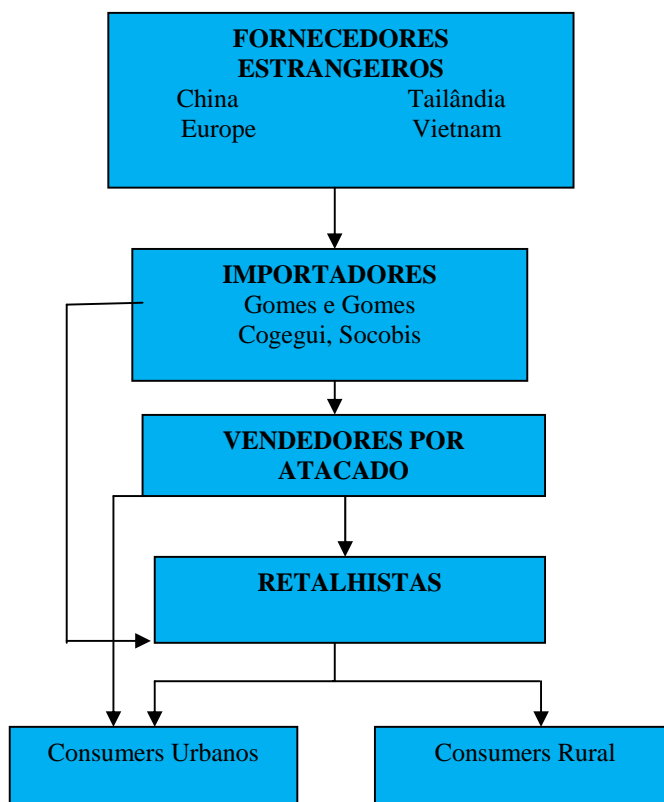 FORNECEDORES
ESTRANGEIROS
China Tailândia
Europe Vietnam
IMPORTADORES
Gomes e Gomes
Cogegui, Socobis
VENDEDORES POR
ATACADO
RETALHISTAS
Consumers Urbanos
Consumers Rural